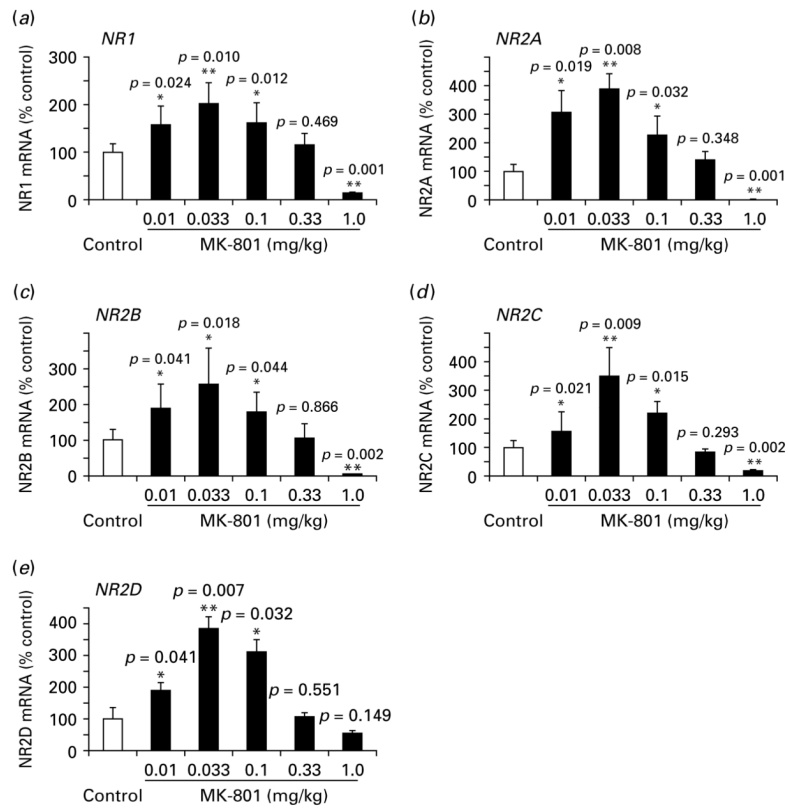 (a)
NR1
NR1 mRNA (% control)
300
200
100
0
p = 0.024
*
p = 0.010
**
p = 0.012
*
p = 0.469
p = 0.001
**
0.01 0.033 0.1 0.33 1.0
Control MK-801 (mg/kg)
(b)
NR2A
NR2A mRNA (% control)
400
300
200
100
0
p = 0.019
*
p = 0.008
**
p = 0.032
*
p = 0.348
p = 0.001
**
0.01 0.033 0.1 0.33 1.0
Control MK-801 (mg/kg)
(c)
NR2B
NR2B mRNA (% control)
300
200
100
0
p = 0.041
*
p = 0.018
*
p = 0.044
*
p = 0.866
p = 0.002
**
0.01 0.033 0.1 0.33 1.0
Control MK-801 (mg/kg)
(d)
NR2C
NR2C mRNA (% control)
400
300
200
100
0
p = 0.021
*
p = 0.009
**
p = 0.015
*
p = 0.293
p = 0.002
**
0.01 0.033 0.1 0.33 1.0
Control MK-801 (mg/kg)
(e)
NR2D
NR2D mRNA (% control)
400
300
200
100
0
p = 0.041
*
p = 0.007
**
p = 0.032
*
p = 0.551
p = 0.149
0.01 0.033 0.1 0.33 1.0
Control MK-801 (mg/kg)